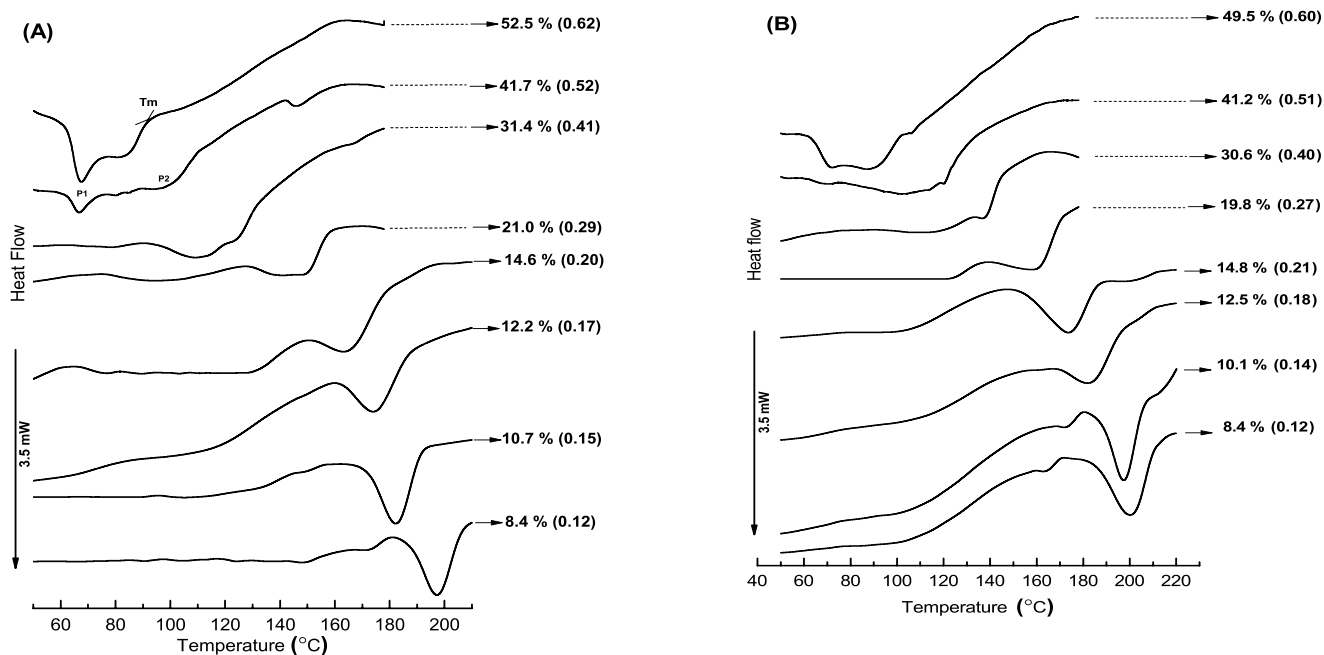 (A)
52.5 % (0.62)
Tm
41.7 % (0.52)
31.4 % (0.41)
P1
P2
21.0 % (0.29)
14.6 % (0.20)
12.2 % (0.17)
10.7 % (0.15)
8.4 % (0.12)
Heat Flow
3.5 mW
60 80 100 120 140 160 180 200
Temperature (°C)
(B)
49.5 % (0.60)
41.2 % (0.51)
30.6 % (0.40)
19.8 % (0.27)
14.8 % (0.21)
12.5 % (0.18)
10.1 % (0.14)
8.4 % (0.12)
Heat flow
3.5 mW
40 60 80 100 120 140 160 180 200 220
Temperature (°C)